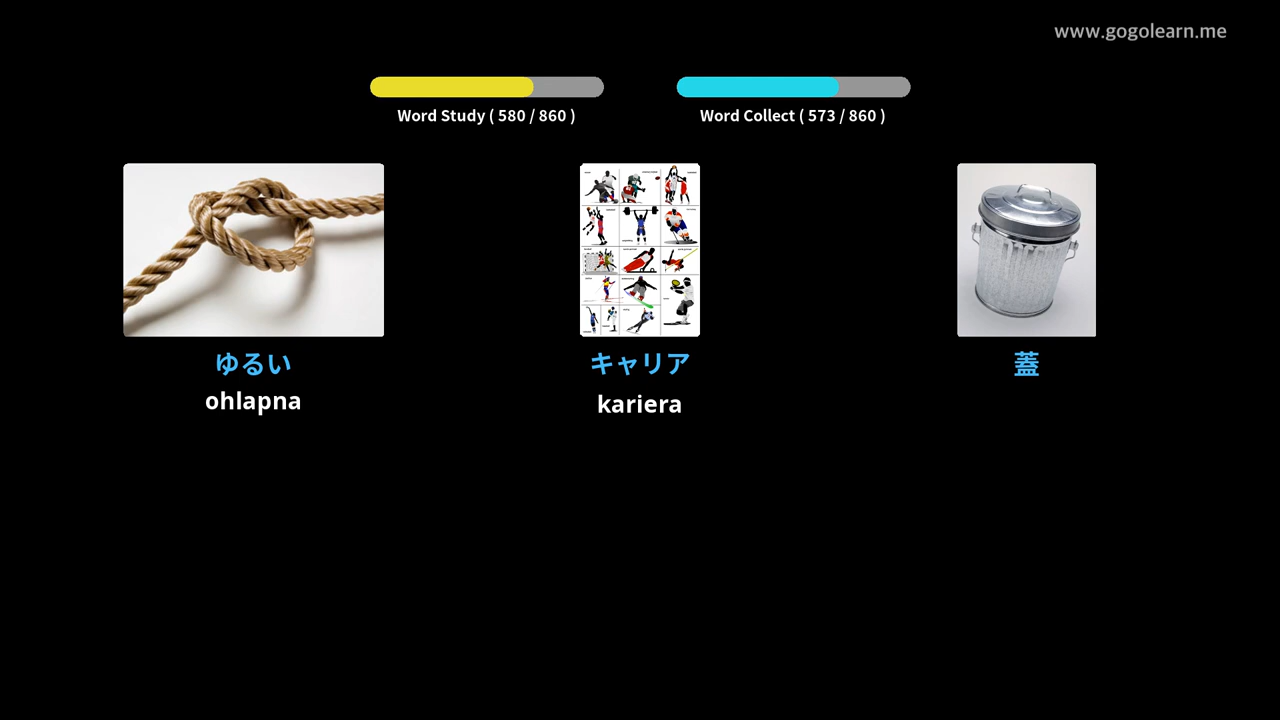 www.gogolearn.me
Word Study ( 580 / 860 )
Word Collect ( 573 / 860 )
ゆるい
ohlapna
キャリア
kariera
蓋